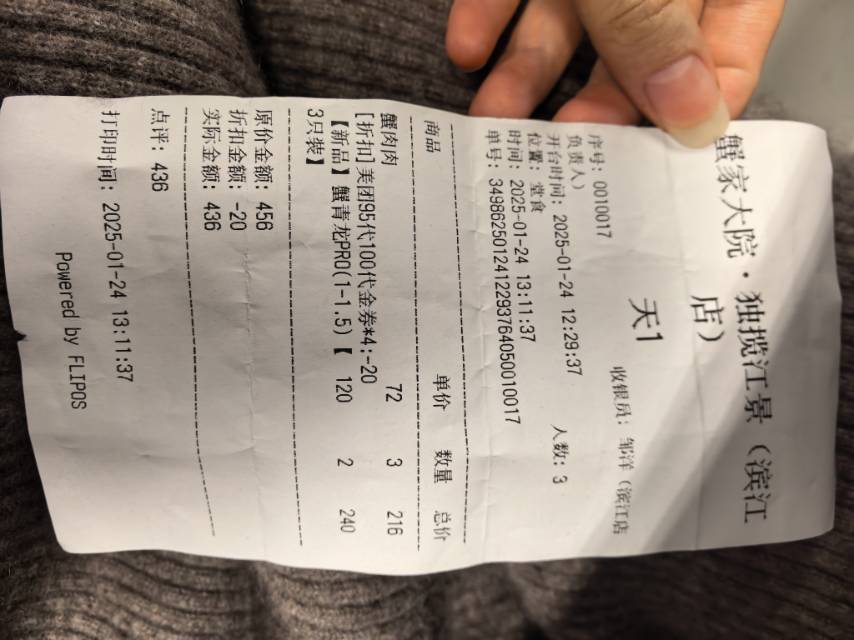 蟹家大院·独揽江景（滨江
店）
天1
序号: 0010017 收银员: 邹洋（滨江店
负责人）
开台时间: 2025-01-24 12:29:37 人数: 3
位置: 堂食
时间: 2025-01-24 13:11:37
单号: 3498625012412293764050010017
商品 单价 数量 总价
蟹肉肉 72 3 216
[折扣]美团95代100代金券*4:-20
【新品】蟹青龙PRO(1-1.5)【 120 2 240
3只装】
原价金额: 456
折扣金额: -20
实际金额: 436
点评: 436
打印时间: 2025-01-24 13:11:37
Powered by FLIPOS